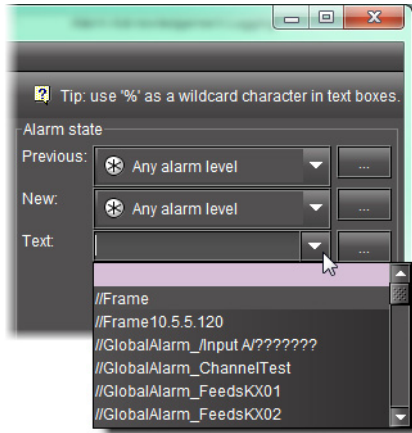 Tip: use '%' as a wildcard character in text boxes.
Alarm state
Previous: Any alarm level ...
New: Any alarm level ...
Text: ...
//Frame
//Frame10.5.5.120
//GlobalAlarm_/Input A/???????
//GlobalAlarm_ChannelTest
//GlobalAlarm_FeedsKX01
//GlobalAlarm_FeedsKX02